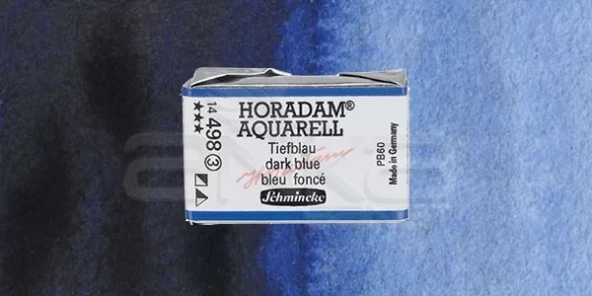 HORADAM®
AQUARELL
Tiefblau
dark blue
bleu foncé
Schmincke
14 498 3
★★★
PB60
Made in Germany